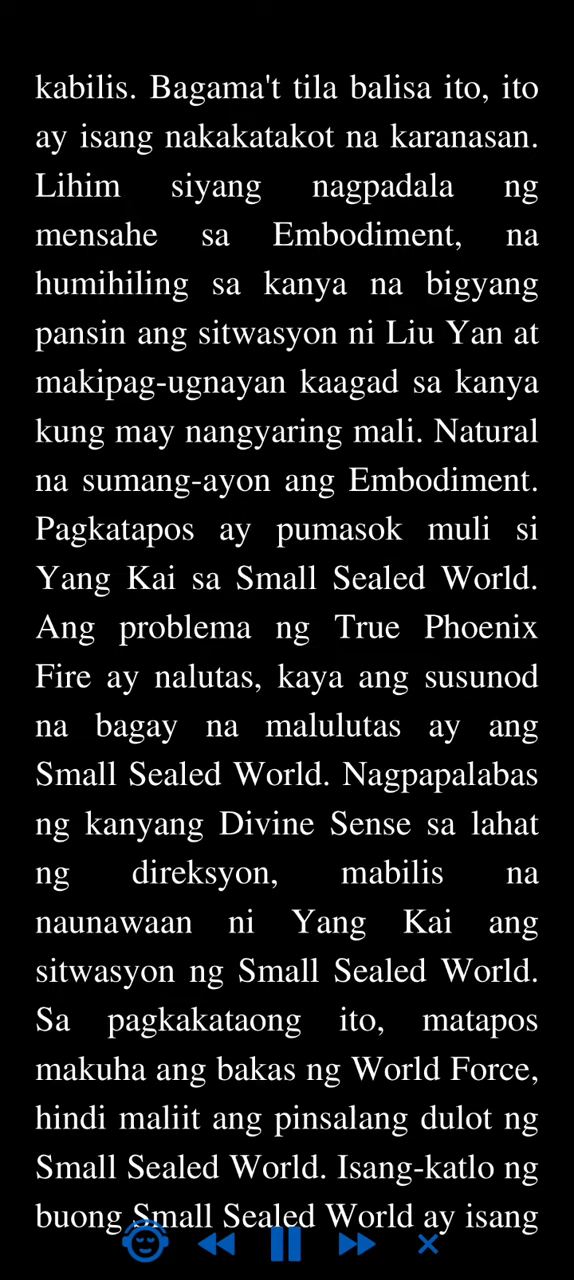 kabilis. Bagama't tila balisa ito, ito
ay isang nakakatakot na karanasan.
Lihim siyang nagpadala ng
mensahe sa Embodiment, na
humihiling sa kanya na bigyang
pansin ang sitwasyon ni Liu Yan at
makipag-ugnayan kaagad sa kanya
kung may nangyaring mali. Natural
na sumang-ayon ang Embodiment.
Pagkatapos ay pumasok muli si
Yang Kai sa Small Sealed World.
Ang problema ng True Phoenix
Fire ay nalutas, kaya ang susunod
na bagay na malulutas ay ang
Small Sealed World. Nagpapalabas
ng kanyang Divine Sense sa lahat
ng direksyon, mabilis na
naunawaan ni Yang Kai ang
sitwasyon ng Small Sealed World.
Sa pagkakataong ito, matapos
makuha ang bakas ng World Force,
hindi maliit ang pinsalang dulot ng
Small Sealed World. Isang-katlo ng
buong Small Sealed World ay isang